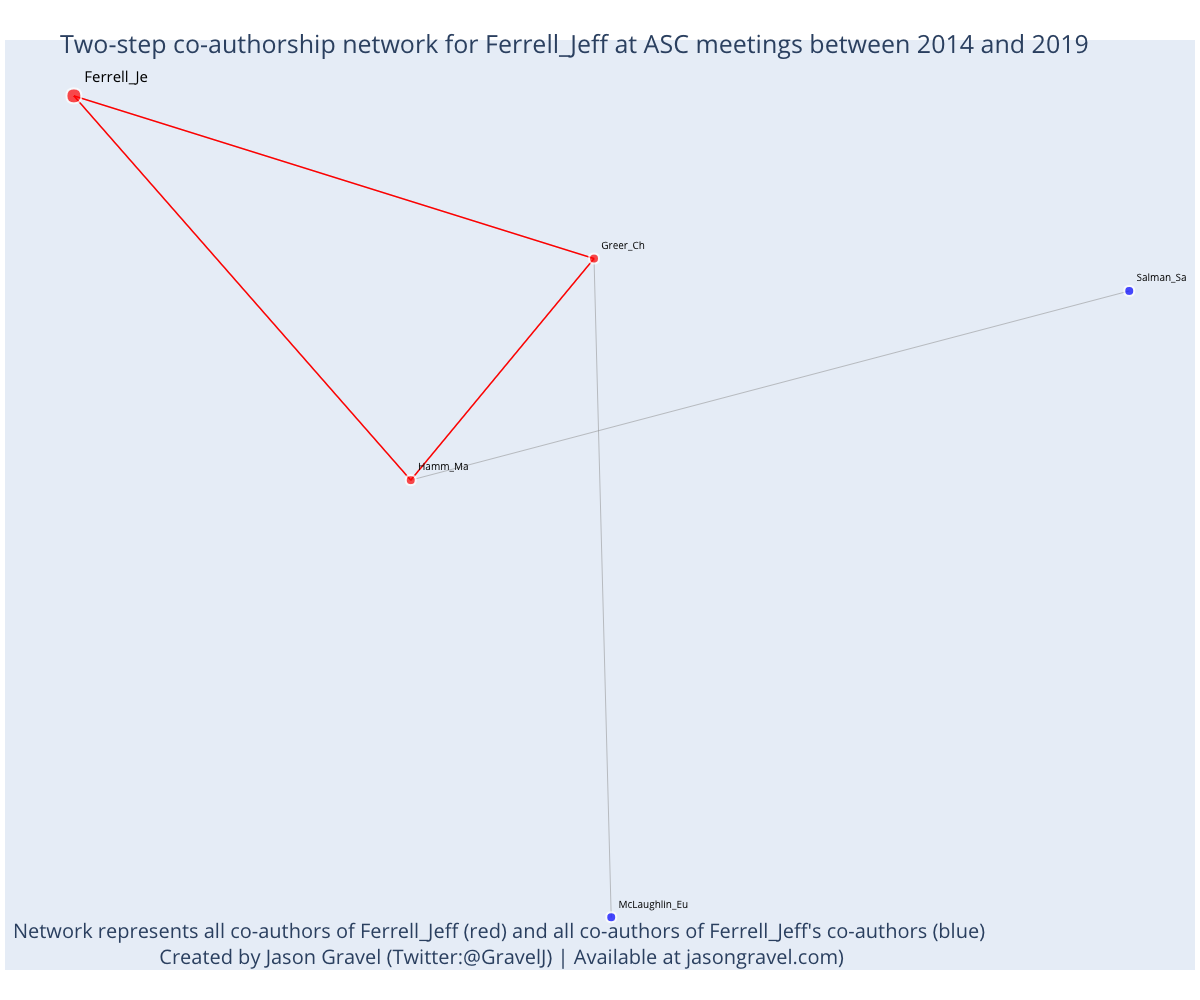 Two-step co-authorship network for Ferrell_Jeff at ASC meetings between 2014 and 2019
Ferrell_Je
Greer_Ch
Salman_Sa
Hamm_Ma
McLaughlin_Eu
Network represents all co-authors of Ferrell_Jeff (red) and all co-authors of Ferrell_Jeff's co-authors (blue)
Created by Jason Gravel (Twitter:@GravelJ) | Available at jasongravel.com)